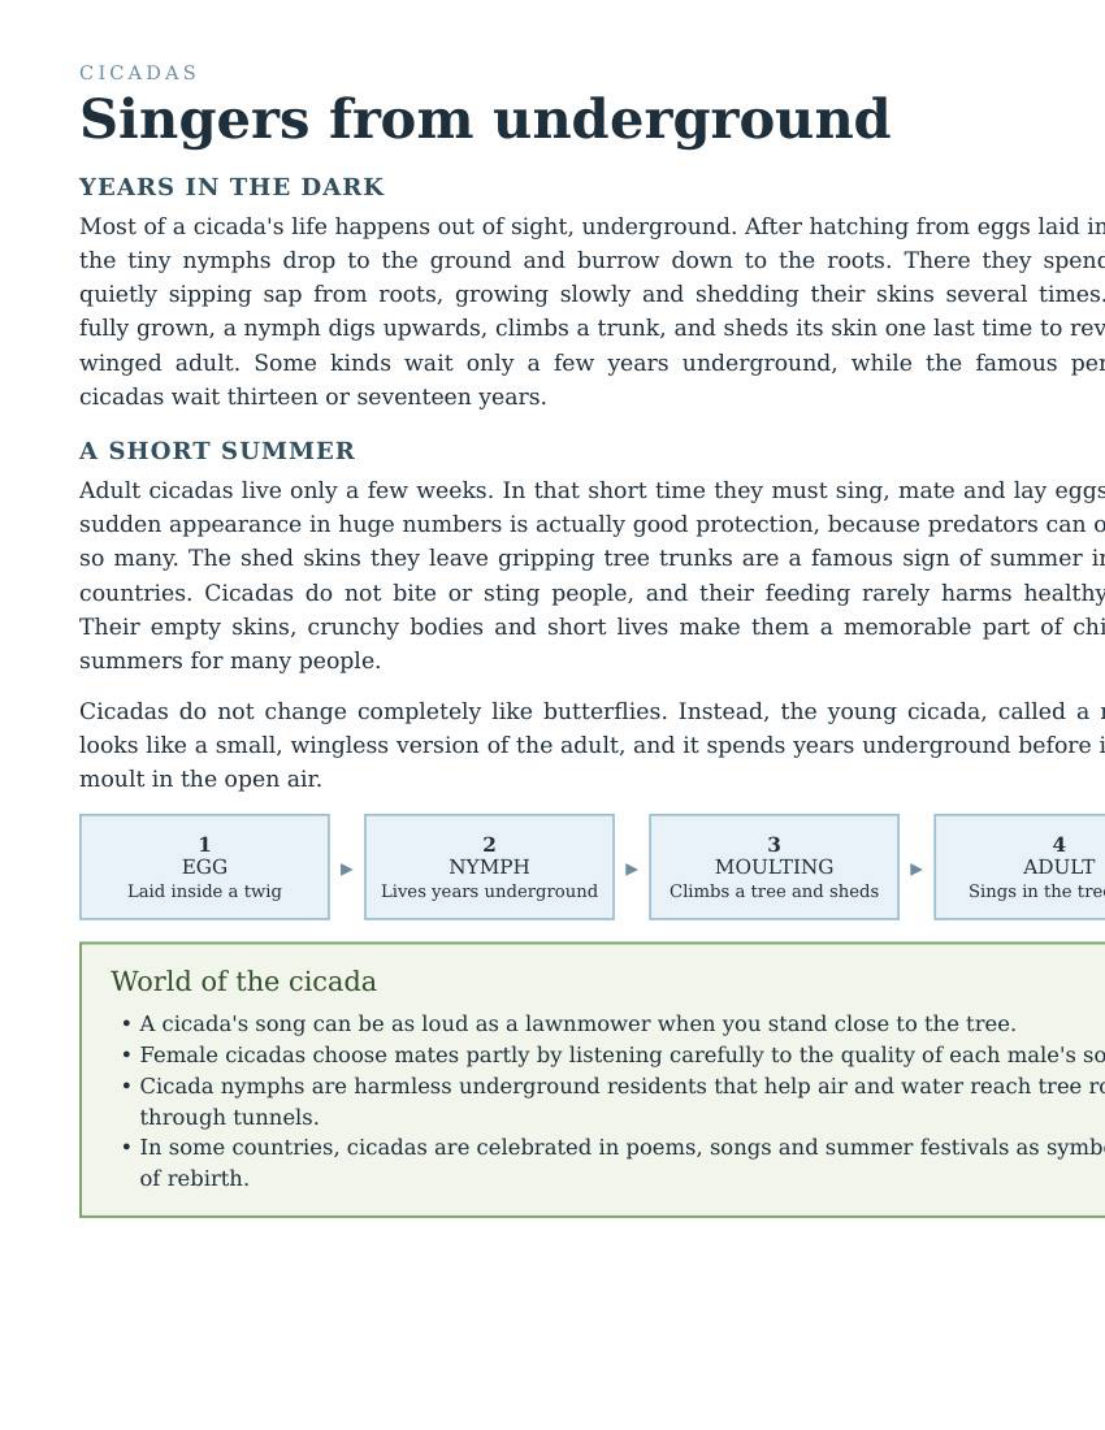 CICADAS
Singers from underground
YEARS IN THE DARK
Most of a cicada's life happens out of sight, underground. After hatching from eggs laid in
the tiny nymphs drop to the ground and burrow down to the roots. There they spend
quietly sipping sap from roots, growing slowly and shedding their skins several times.
fully grown, a nymph digs upwards, climbs a trunk, and sheds its skin one last time to
winged adult. Some kinds wait only a few years underground, while the famous
cicadas wait thirteen or seventeen years.
A SHORT SUMMER
Adult cicadas live only a few weeks. In that short time they must sing, mate and lay eggs
sudden appearance in huge numbers is actually good protection, because predators can
so many. The shed skins they leave gripping tree trunks are a famous sign of summer in
countries. Cicadas do not bite or sting people, and their feeding rarely harms healthy
Their empty skins, crunchy bodies and short lives make them a memorable part of
summers for many people.
Cicadas do not change completely like butterflies. Instead, the young cicada, called a
looks like a small, wingless version of the adult, and it spends years underground before
moult in the open air.
1
EGG
Laid inside a twig
▶
2
NYMPH
Lives years underground
▶
3
MOULTING
Climbs a tree and sheds
▶
4
ADULT
Sings in the
World of the cicada
• A cicada's song can be as loud as a lawnmower when you stand close to the tree.
• Female cicadas choose mates partly by listening carefully to the quality of each male's
• Cicada nymphs are harmless underground residents that help air and water reach tree
through tunnels.
• In some countries, cicadas are celebrated in poems, songs and summer festivals as
of rebirth.